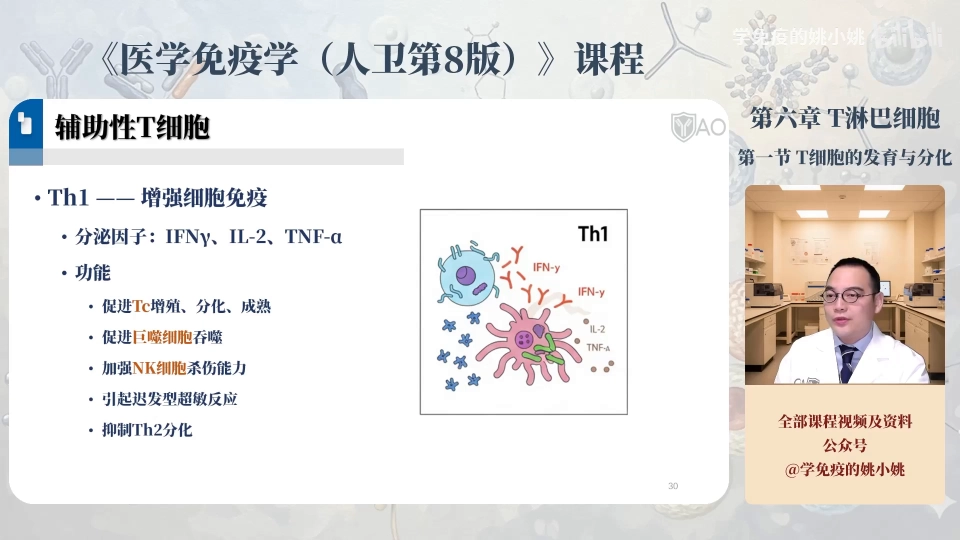 学免疫的姚小姚 bilibili
《医学免疫学（人卫第8版）》课程
辅助性T细胞
YAO
第六章 T淋巴细胞
第一节 T细胞的发育与分化
• Th1 —— 增强细胞免疫
• 分泌因子：IFNγ、IL-2、TNF-α
• 功能
• 促进Tc增殖、分化、成熟
• 促进巨噬细胞吞噬
• 加强NK细胞杀伤能力
• 引起迟发型超敏反应
• 抑制Th2分化
Th1
IFN-y
IFN-y
IL-2
TNF-A
30
全部课程视频及资料
公众号
@学免疫的姚小姚